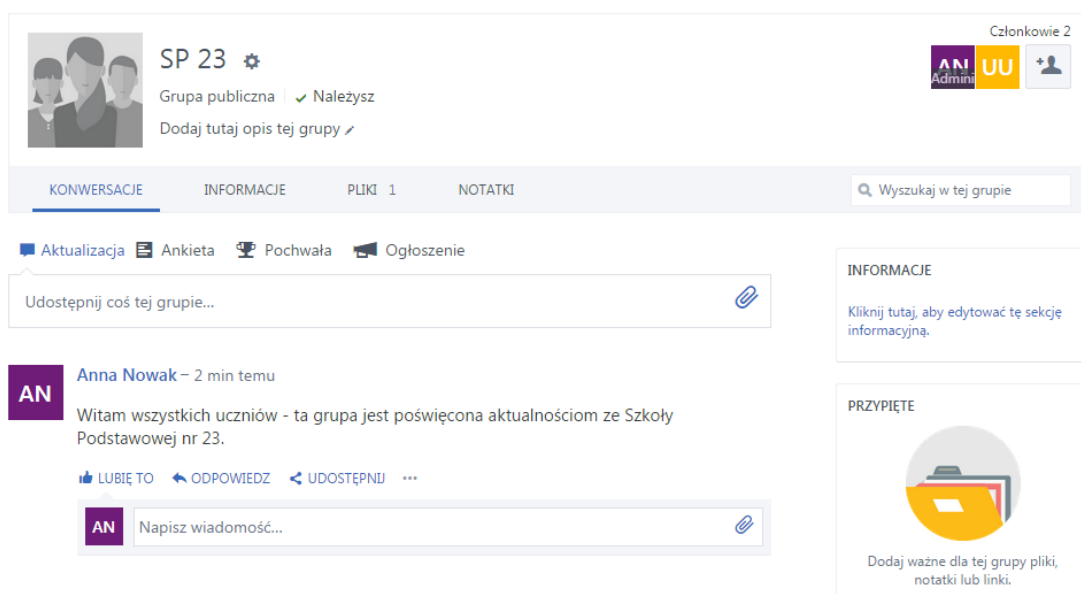 Członkowie 2
SP 23
AN
Admini
UU
Grupa publiczna
Należysz
Dodaj tutaj opis tej grupy
KONWERSACJE
INFORMACJE
PLIKI 1
NOTATKI
Wyszukaj w tej grupie
Aktualizacja
Ankieta
Pochwała
Ogłoszenie
Udostępnij coś tej grupie...
INFORMACJE
Kliknij tutaj, aby edytować tę sekcję
informacyjną.
AN
Anna Nowak – 2 min temu
Witam wszystkich uczniów - ta grupa jest poświęcona aktualnościom ze Szkoły
Podstawowej nr 23.
LUBIĘ TO
ODPOWIEDZ
UDOSTĘPNIJ
AN
Napisz wiadomość...
PRZYPIĘTE
Dodaj ważne dla tej grupy pliki,
notatki lub linki.